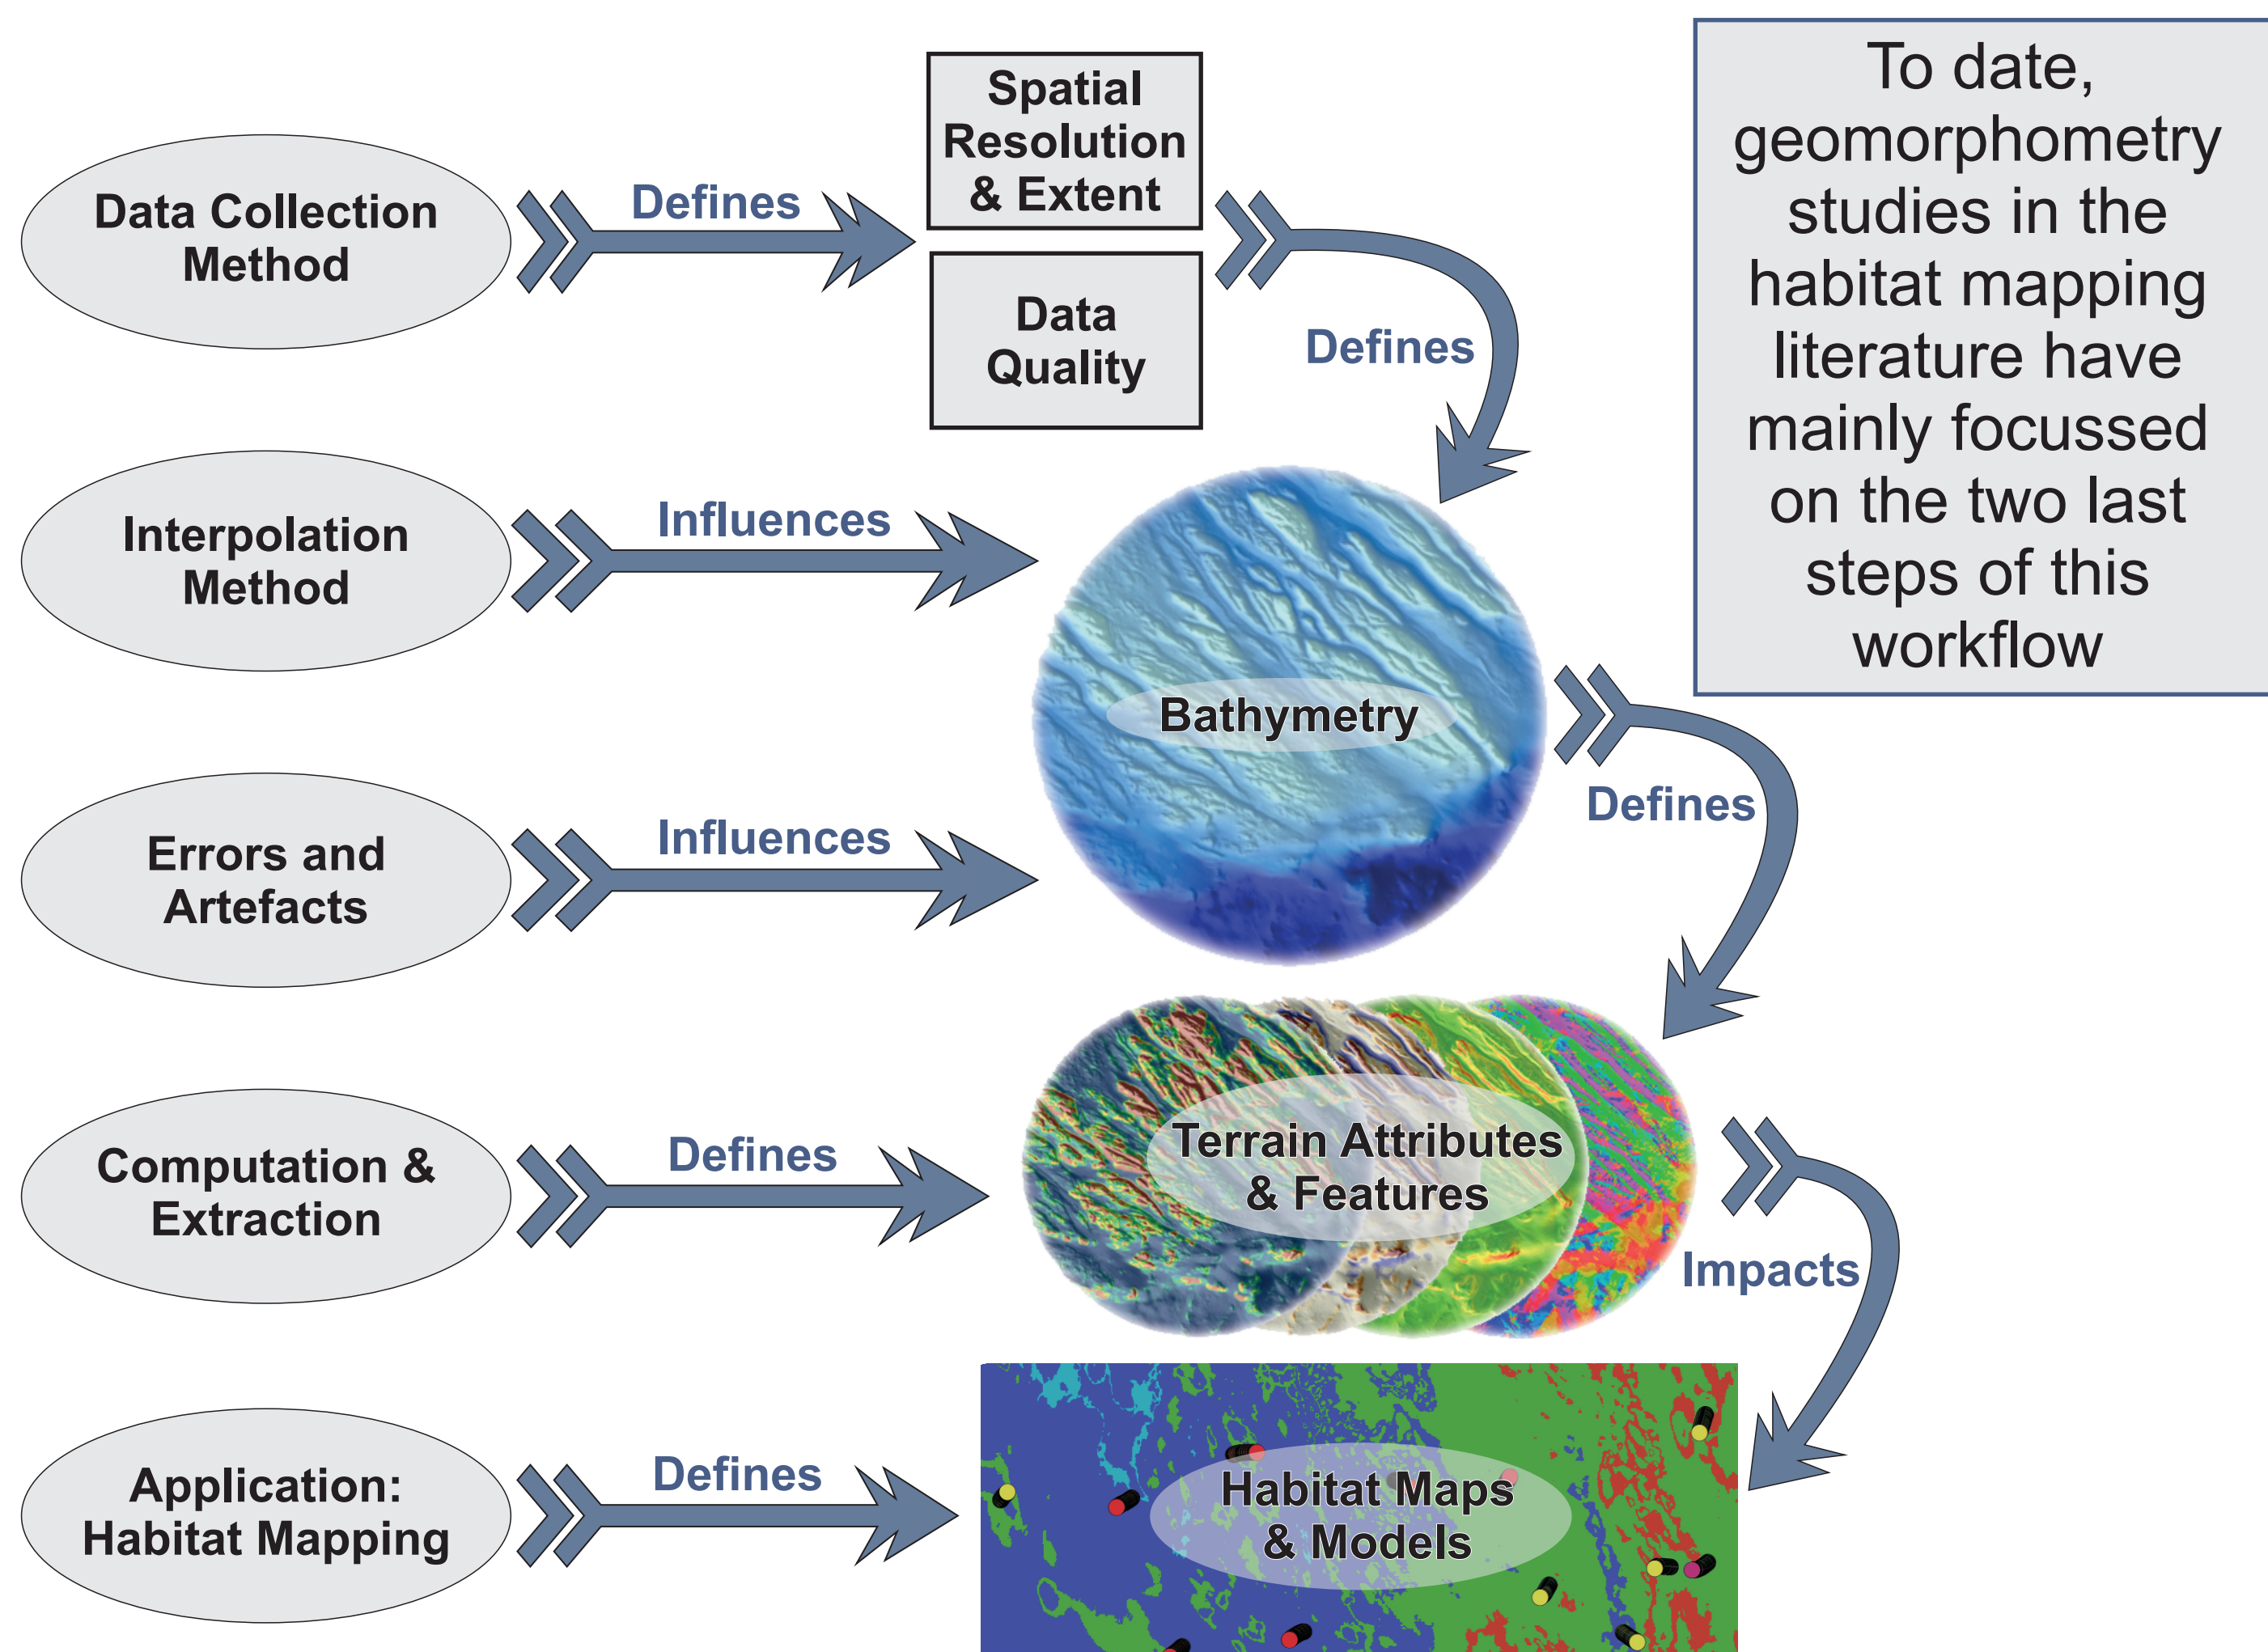 Data Collection
Method
Defines
Spatial
Resolution
& Extent
Data
Quality
Defines
To date,
geomorphometry
studies in the
habitat mapping
literature have
mainly focussed
on the two last
steps of this
workflow
Interpolation
Method
Influences
Bathymetry
Defines
Errors and
Artefacts
Influences
Computation &
Extraction
Defines
Terrain Attributes
& Features
Impacts
Application:
Habitat Mapping
Defines
Habitat Maps
& Models